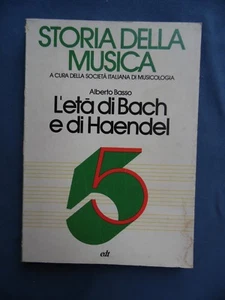 STORIA DELLA
MUSICA
A CURA DELLA SOCIETÀ ITALIANA DI MUSICOLOGIA
Alberto Basso
L'età di Bach
e di Haendel
5
edt